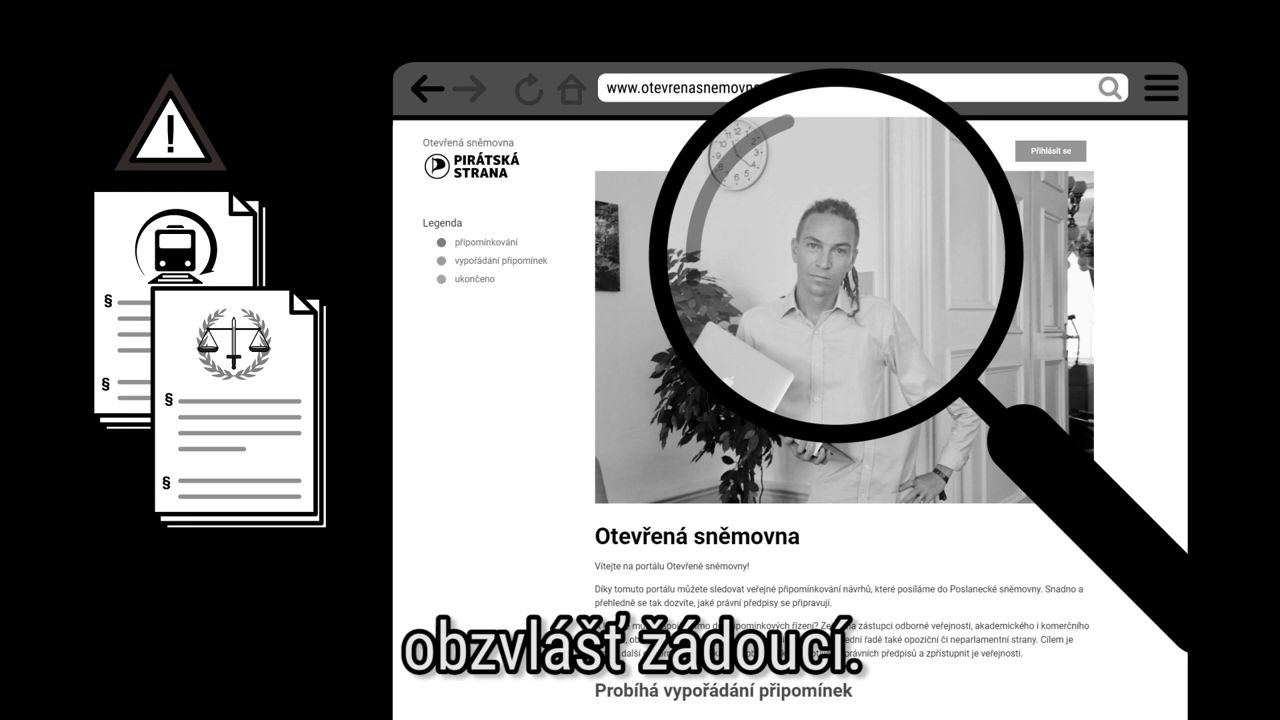 www.otevrenasnemovna
Otevřená sněmovna
PIRÁTSKÁ
STRANA
Přihlásit se
Legenda
připomínkování
vypořádání připomínek
ukončeno
§
§
§
§
Otevřená sněmovna
Vítejte na portálu Otevřené sněmovny!
Díky tomuto portálu můžete sledovat veřejné připomínkování návrhů, které posíláme do Poslanecké sněmovny. Snadno a
přehledně se tak dozvíte, jaké právní předpisy se připravují.
zástupci odborné veřejnosti, akademického i komerčního
řadě také opoziční či neparlamentní strany. Cílem je
další právních předpisů a zpřístupnit je veřejnosti.
obzvlášť žádoucí.
Probíhá vypořádání připomínek